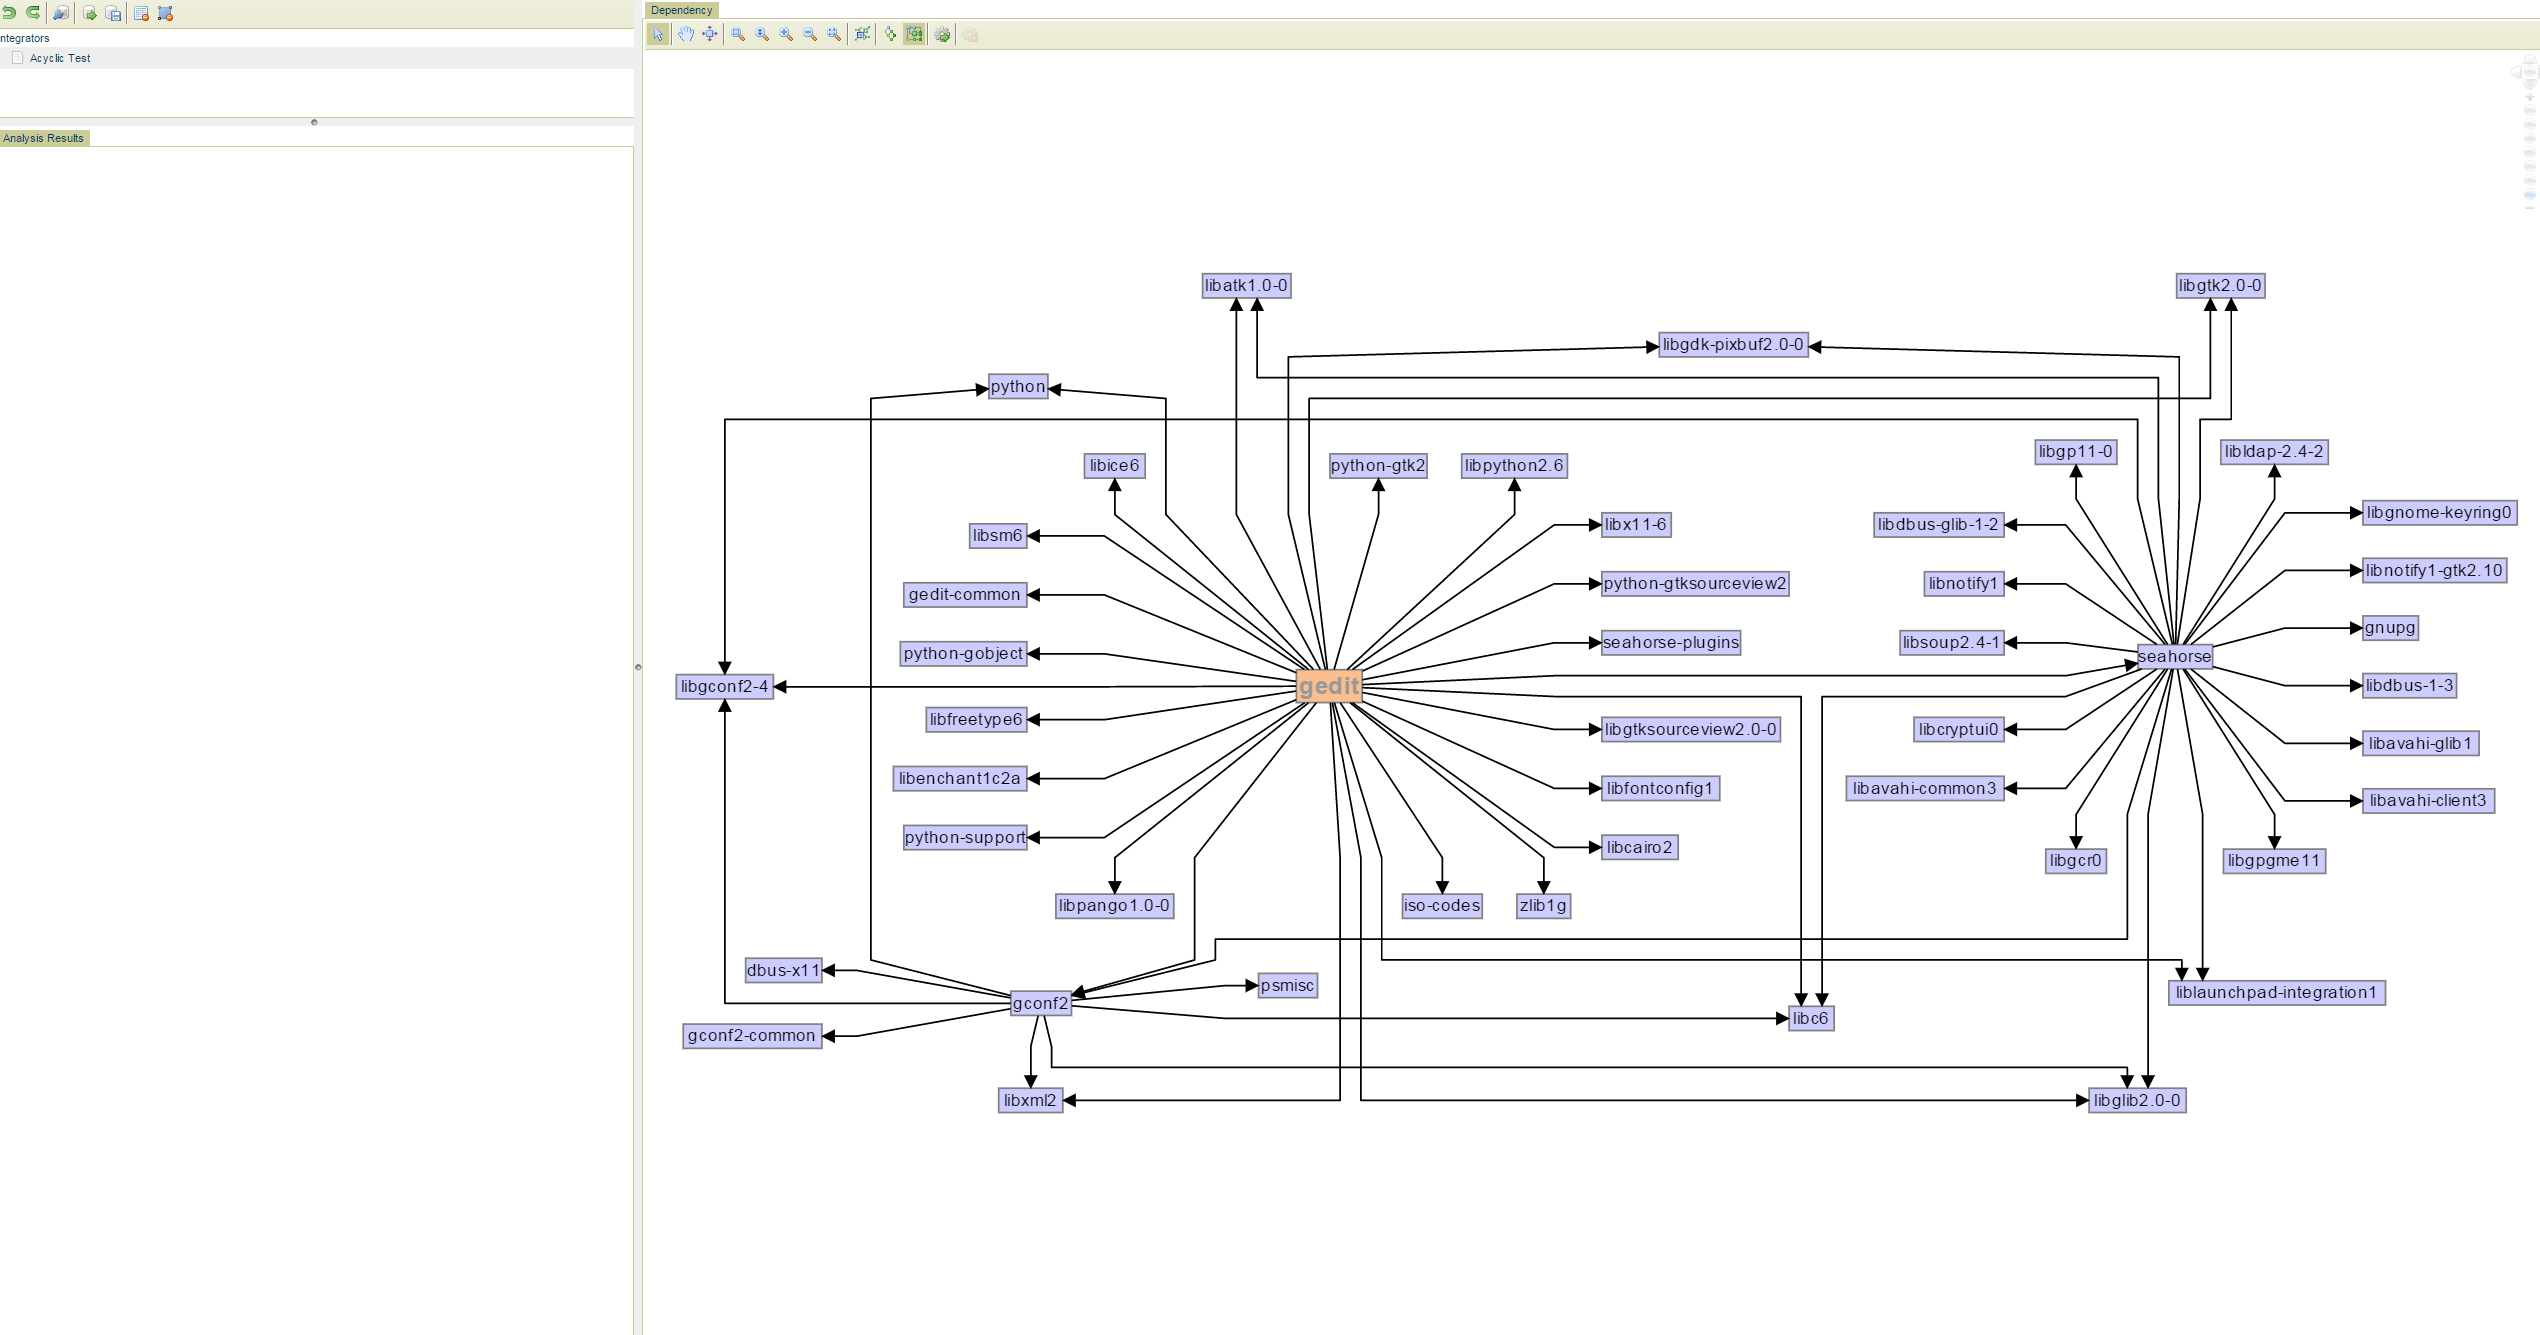 ntegrators
Acyclic Test
Analysis Results
Dependency
libatk1.0-0
libgtk2.0-0
libgdk-pixbuf2.0-0
python
libice6
python-gtk2
libpython2.6
libgp11-0
libldap-2.4-2
libsm6
libx11-6
libdbus-glib-1-2
libgnome-keyring0
gedit-common
python-gtksourceview2
libnotify1
libnotify1-gtk2.10
python-gobject
seahorse-plugins
libsoup2.4-1
gnupg
seahorse
libgconf2-4
gedit
libdbus-1-3
libfreetype6
libgtksourceview2.0-0
libcryptui0
libavahi-glib1
libenchant1c2a
libfontconfig1
libavahi-common3
libavahi-client3
python-support
libcairo2
libgcr0
libgpgme11
libpango1.0-0
iso-codes
zlib1g
dbus-x11
psmisc
liblaunchpad-integration1
gconf2
libc6
gconf2-common
libxml2
libglib2.0-0